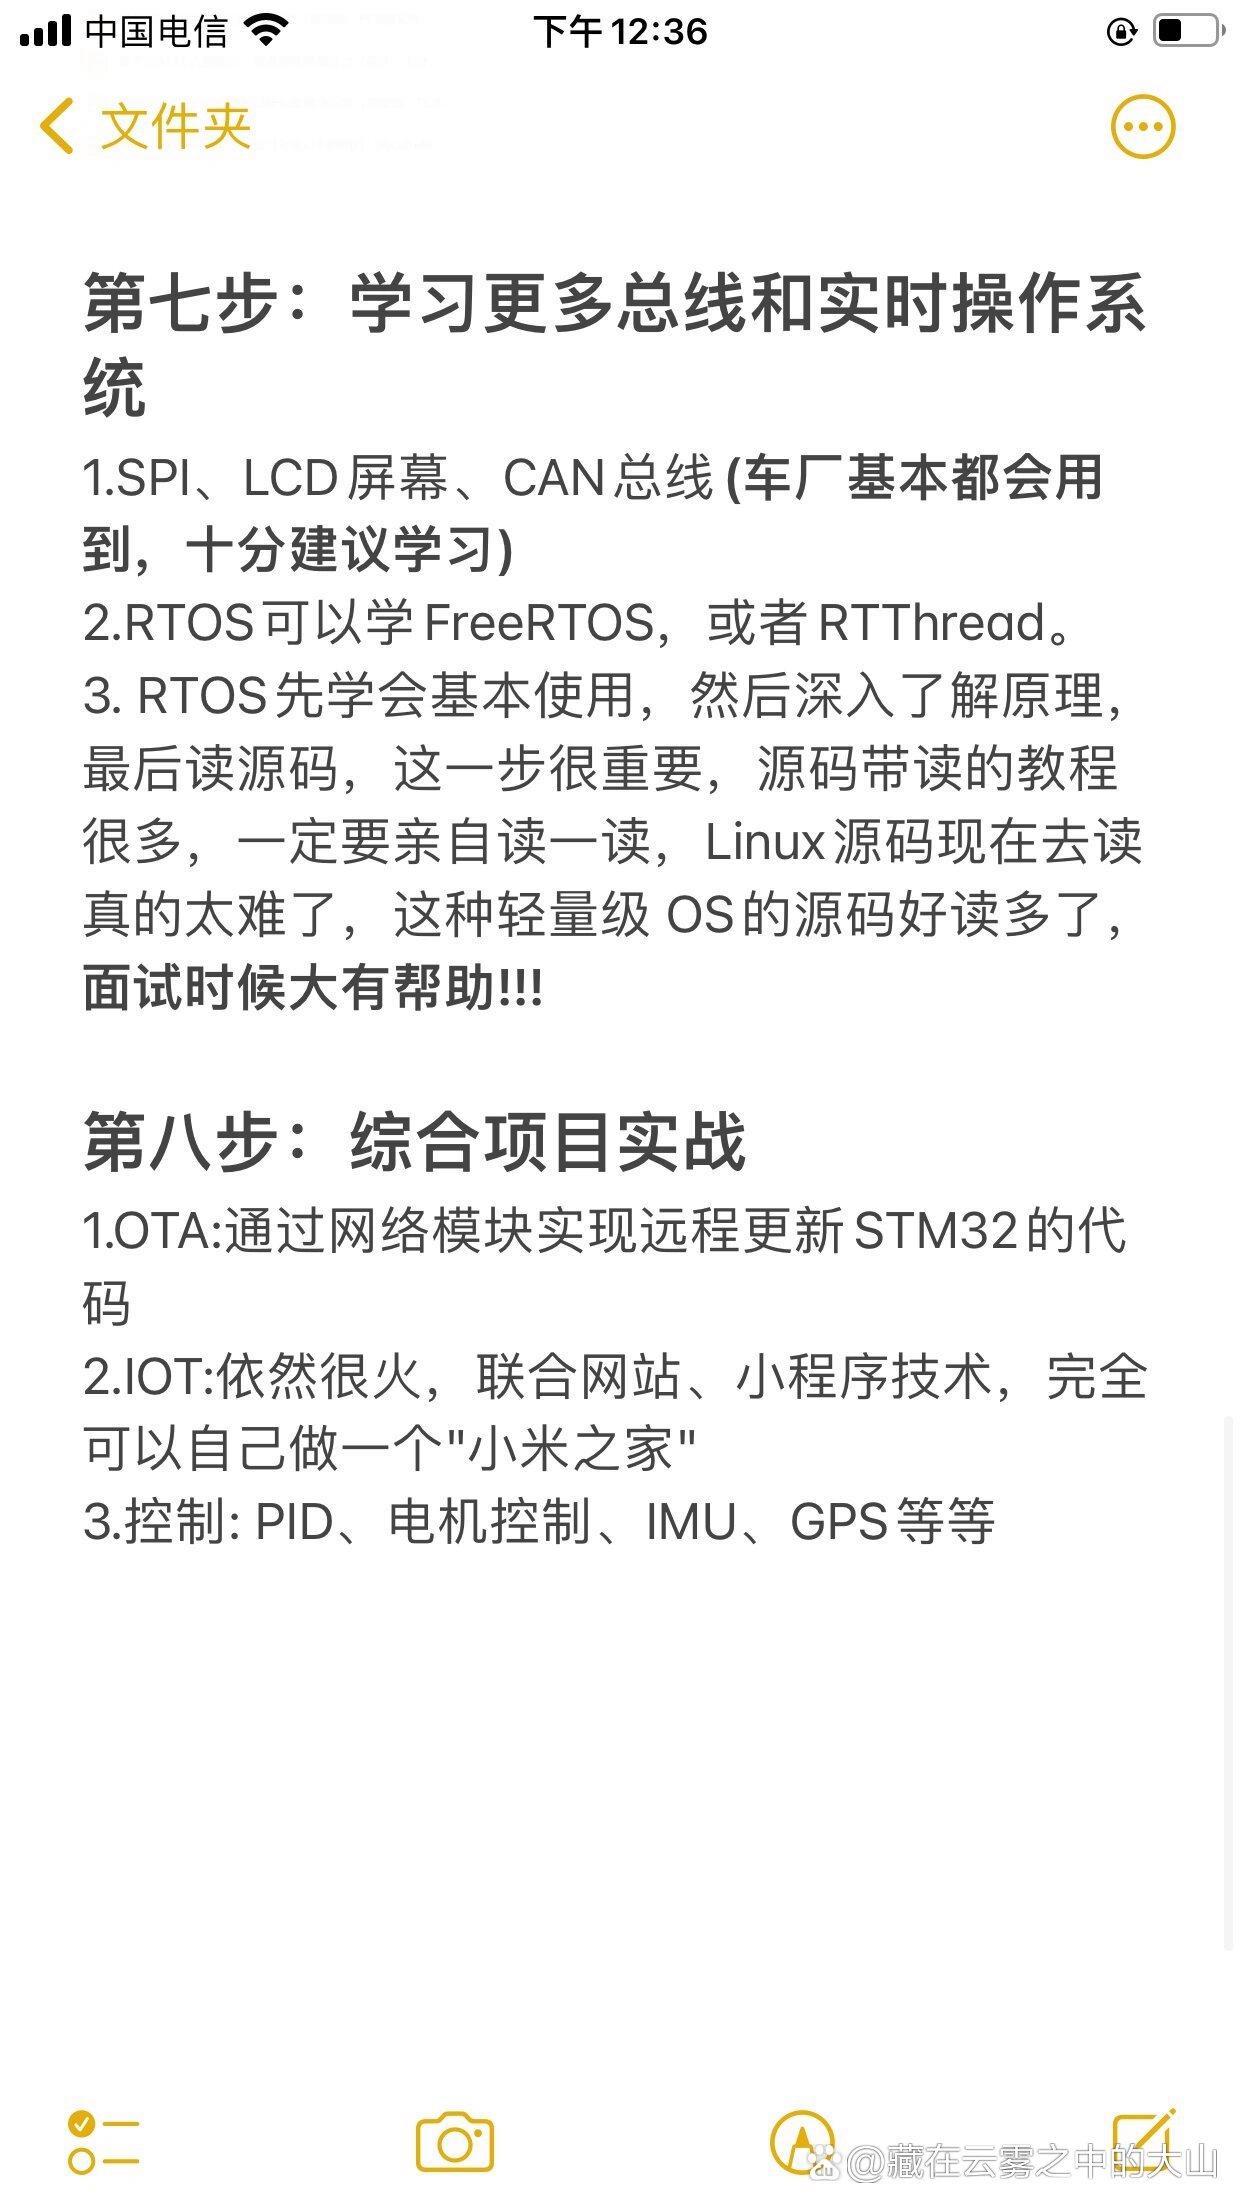 中国电信
下午12:36
文件夹
第七步：学习更多总线和实时操作系
统
1.SPI、LCD屏幕、CAN总线(车厂基本都会用
到，十分建议学习)
2.RTOS可以学FreeRTOS，或者RTThread。
3. RTOS先学会基本使用，然后深入了解原理，
最后读源码，这一步很重要，源码带读的教程
很多，一定要亲自读一读，Linux源码现在去读
真的太难了，这种轻量级 OS的源码好读多了，
面试时候大有帮助!!!
第八步：综合项目实战
1.OTA:通过网络模块实现远程更新STM32的代
码
2.IOT:依然很火，联合网站、小程序技术，完全
可以自己做一个"小米之家"
3.控制: PID、电机控制、IMU、GPS等等
@藏在云雾之中的大山